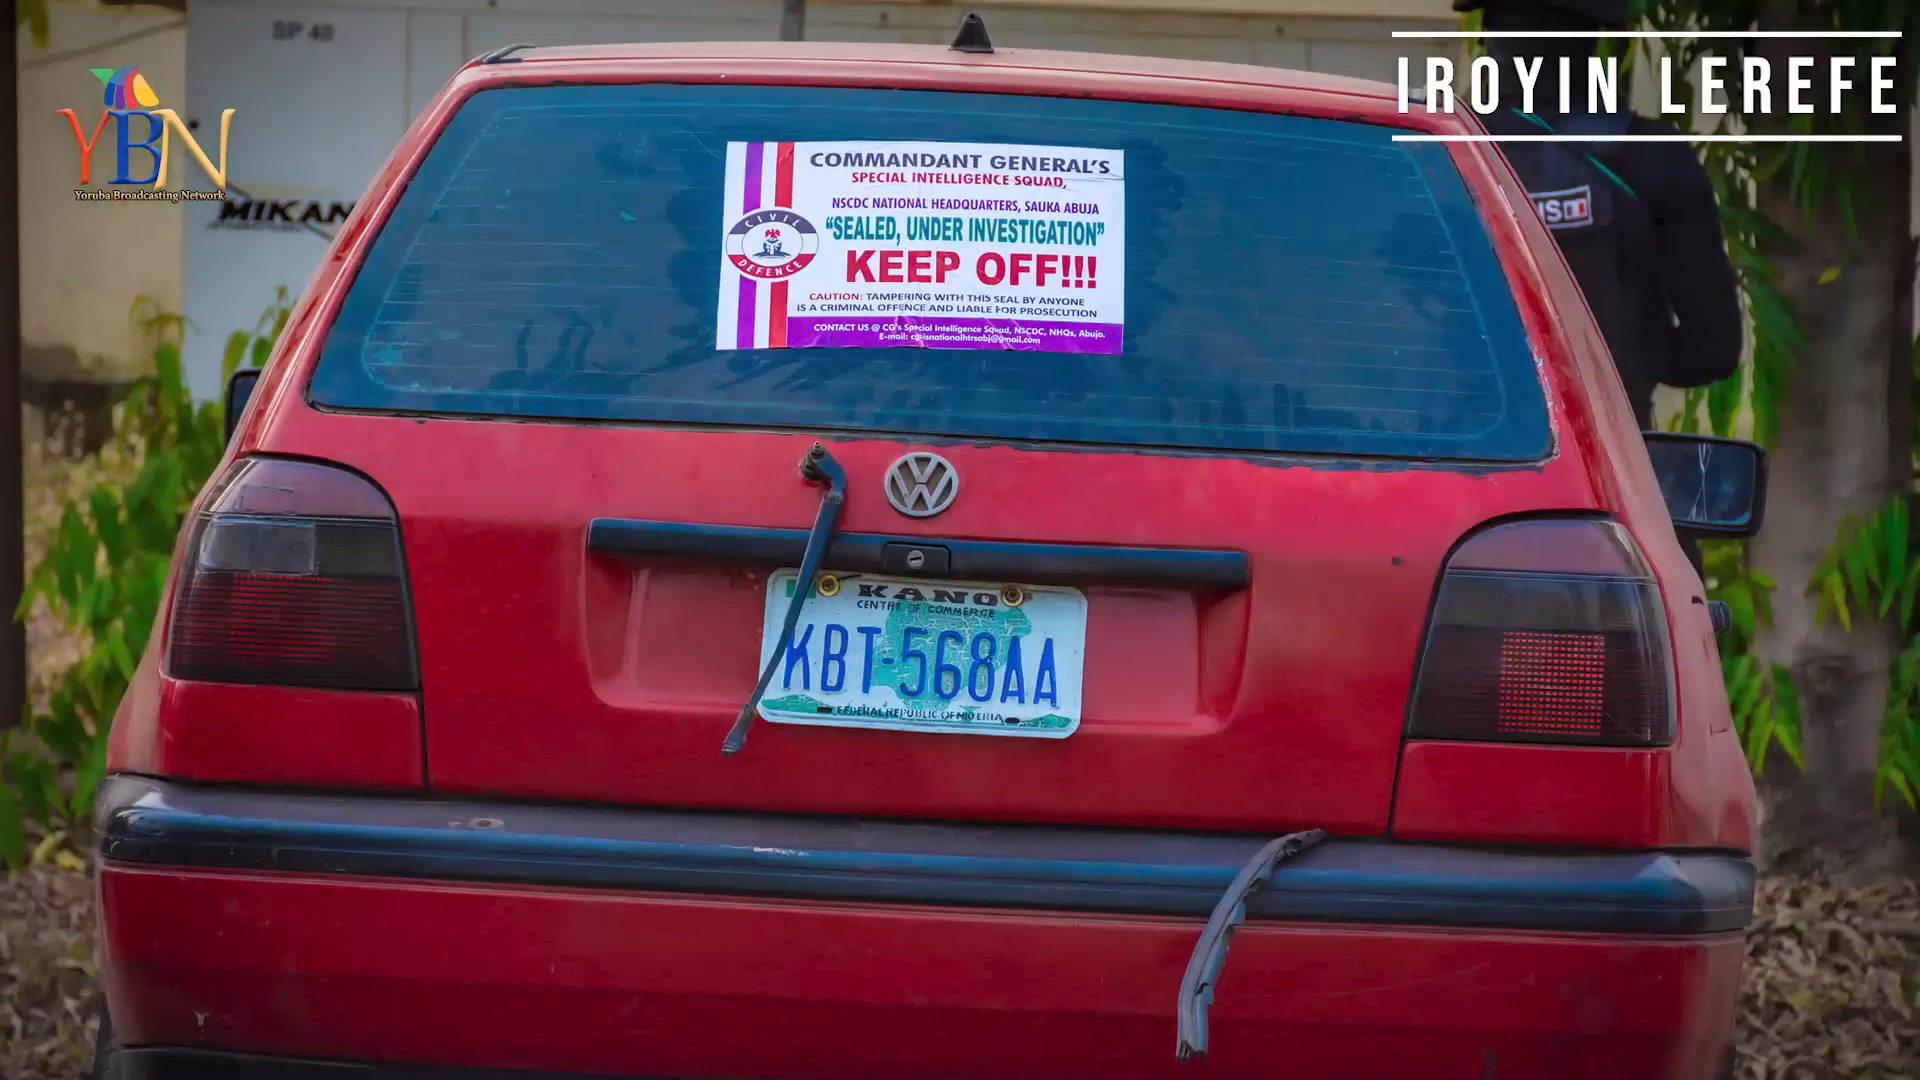 SP 40
IROYIN LEREFE
YBN
Yoruba Broadcasting Network
MIKAN
COMMANDANT GENERAL'S
SPECIAL INTELLIGENCE SQUAD,
NSCDC NATIONAL HEADQUARTERS, SAUKA ABUJA
"SEALED, UNDER INVESTIGATION"
KEEP OFF!!!
CIVIL
DEFENCE
CAUTION: TAMPERING WITH THIS SEAL BY ANYONE
IS A CRIMINAL OFFENCE AND LIABLE FOR PROSECUTION
CONTACT US @ CG's Special Intelligence Squad, NSCDC, NHQs, Abuja.
E-mail:
KANO
CENTRE OF COMMERCE
KBT-568AA
FEDERAL REPUBLIC OF NIGERIA